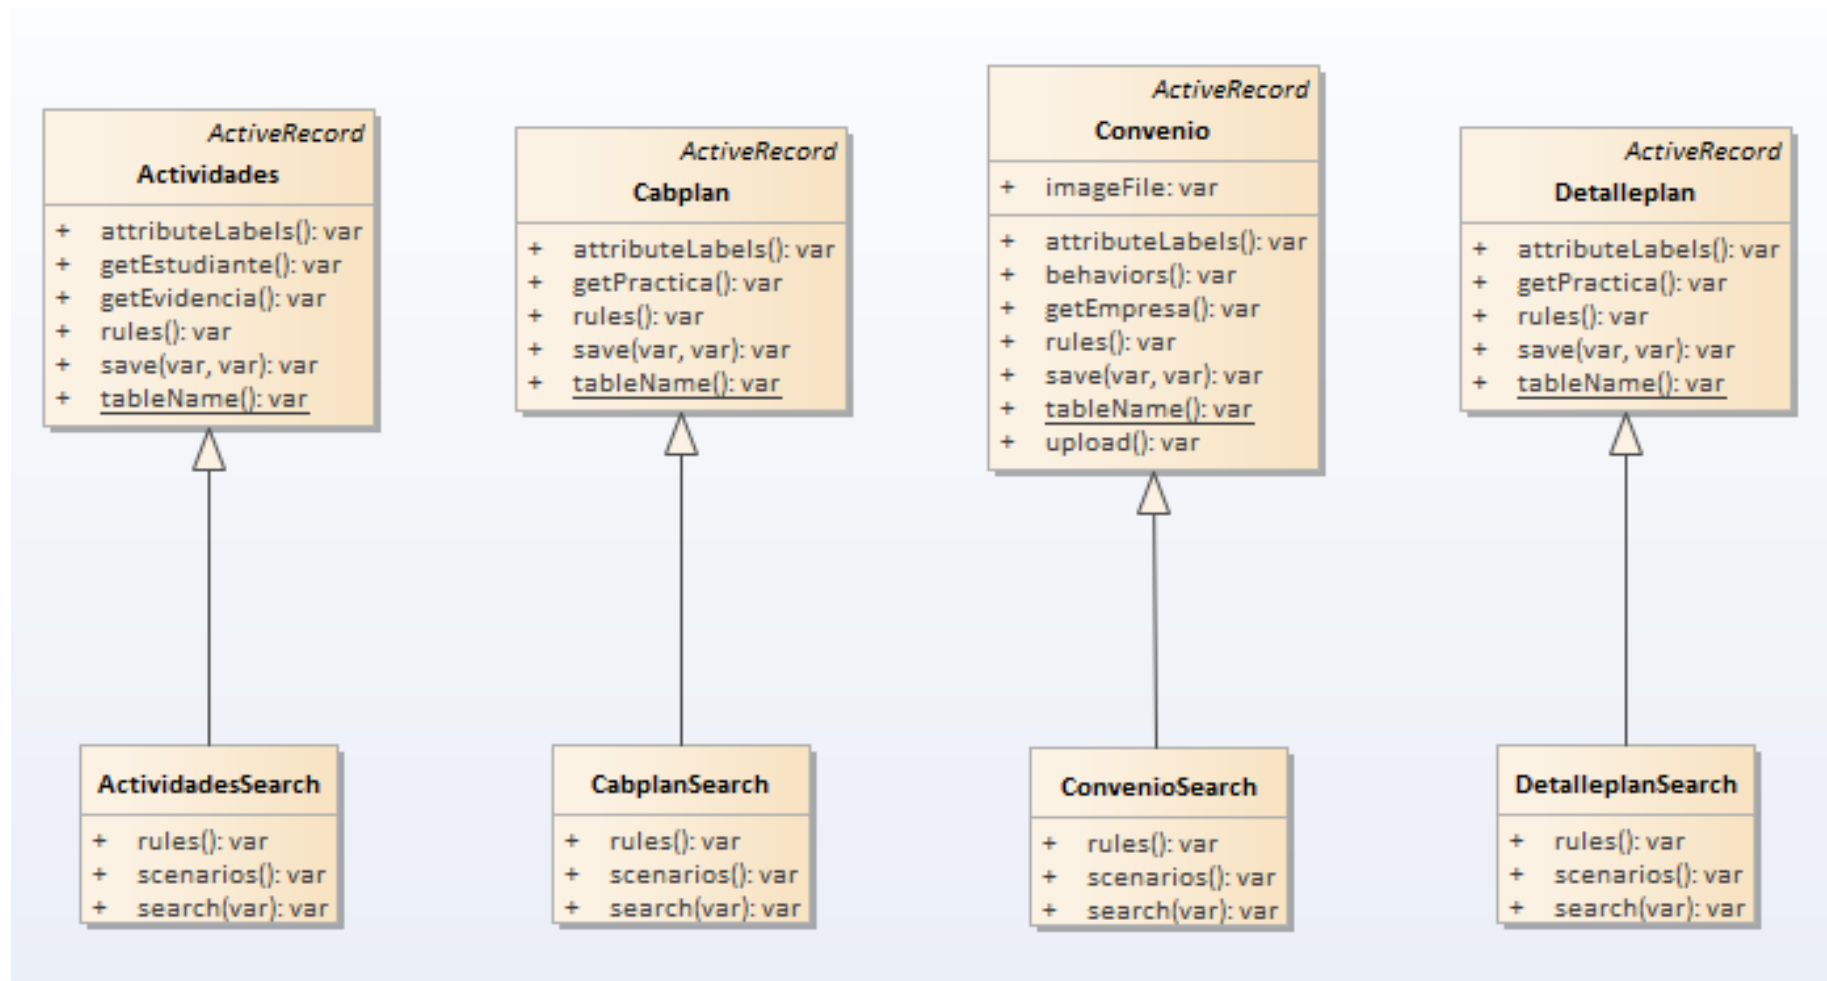 ActiveRecord
Actividades
+ attributeLabels(): var
+ getEstudiante(): var
+ getEvidencia(): var
+ rules(): var
+ save(var, var): var
+ tableName(): var
ActiveRecord
Cabplan
+ attributeLabels(): var
+ getPractica(): var
+ rules(): var
+ save(var, var): var
+ tableName(): var
ActiveRecord
Convenio
+ imageFile: var
+ attributeLabels(): var
+ behaviors(): var
+ getEmpresa(): var
+ rules(): var
+ save(var, var): var
+ tableName(): var
+ upload(): var
ActiveRecord
Detalleplan
+ attributeLabels(): var
+ getPractica(): var
+ rules(): var
+ save(var, var): var
+ tableName(): var
ActividadesSearch
+ rules(): var
+ scenarios(): var
+ search(var): var
CabplanSearch
+ rules(): var
+ scenarios(): var
+ search(var): var
ConvenioSearch
+ rules(): var
+ scenarios(): var
+ search(var): var
DetalleplanSearch
+ rules(): var
+ scenarios(): var
+ search(var): var